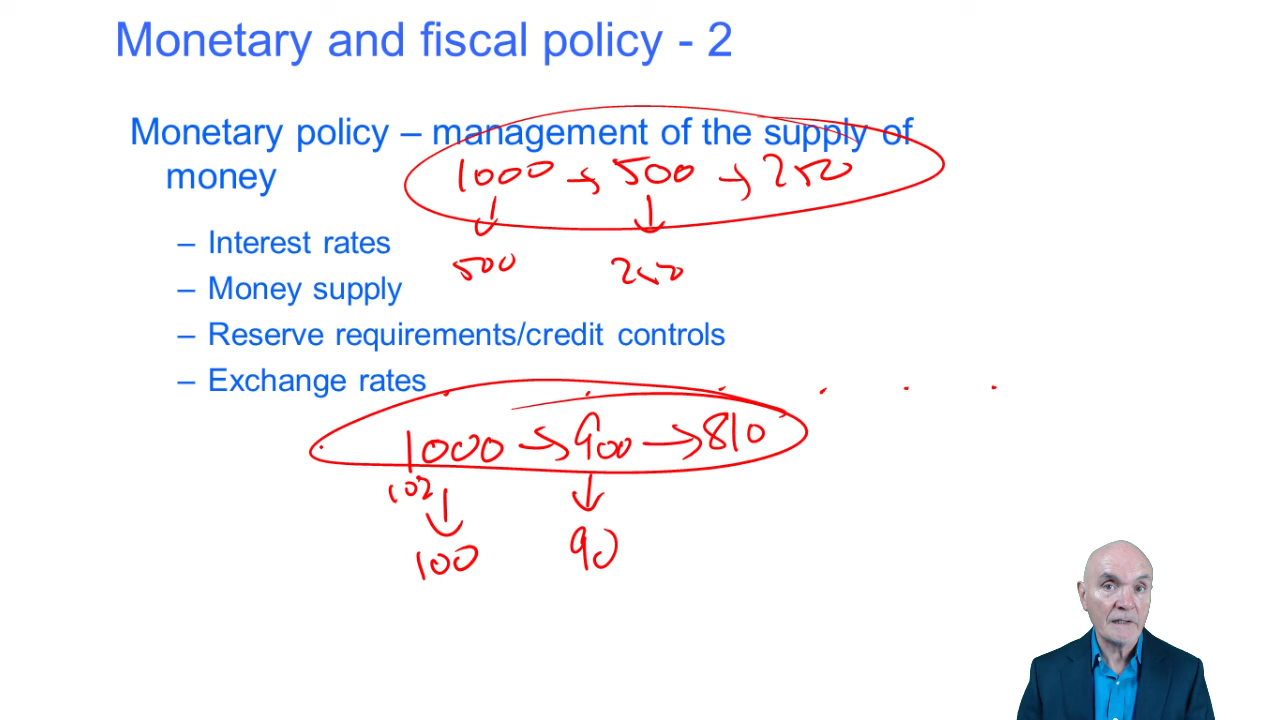 Monetary and fiscal policy - 2
Monetary policy – management of the supply of
money
1000 → 500 → 250
500 250
– Interest rates
– Money supply
– Reserve requirements/credit controls
– Exchange rates
1000 → 900 → 810
100 90